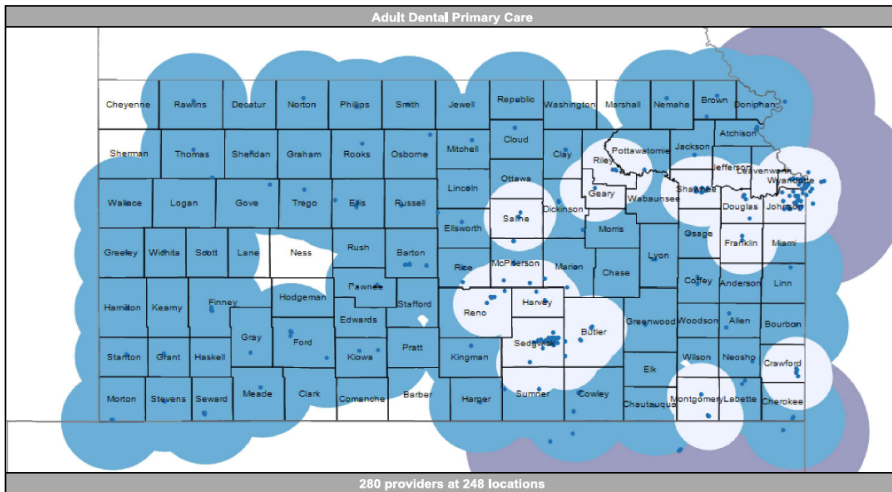 Adult Dental Primary Care
Cheyenne Rawlins Decatur Norton Phillips Smith Jewell Republic Washington Marshall Nemaha Brown Doniphan
Atchison
Cloud
Sherman Thomas Sheridan Graham Rooks Osborne Mitchell Clay Riley Pottawatomie Jackson
Jefferson Leavenworth
Ottawa
Wyandotte
Lincoln Geary Shawnee
Wallace Logan Gove Trego Ellis Russell Dickinson Wabaunsee Douglas Johnson
Saline
Ellsworth Morris Osage
Franklin Miami
Greeley Wichita Scott Lane Ness Rush Barton Lyon
McPherson Marion
Rice Chase
Coffey Anderson Linn
Pawnee
Hamilton Kearny Finney Hodgeman Stafford Reno Harvey
Edwards Greenwood Woodson Allen Bourbon
Gray Ford Butler
Sedgwick
Pratt
Stanton Grant Haskell Kiowa Kingman Wilson Neosho Crawford
Elk
Morton Stevens Seward Meade Clark Comanche Barber Harper Sumner Cowley Chautauqua Montgomery Labette Cherokee
280 providers at 248 locations